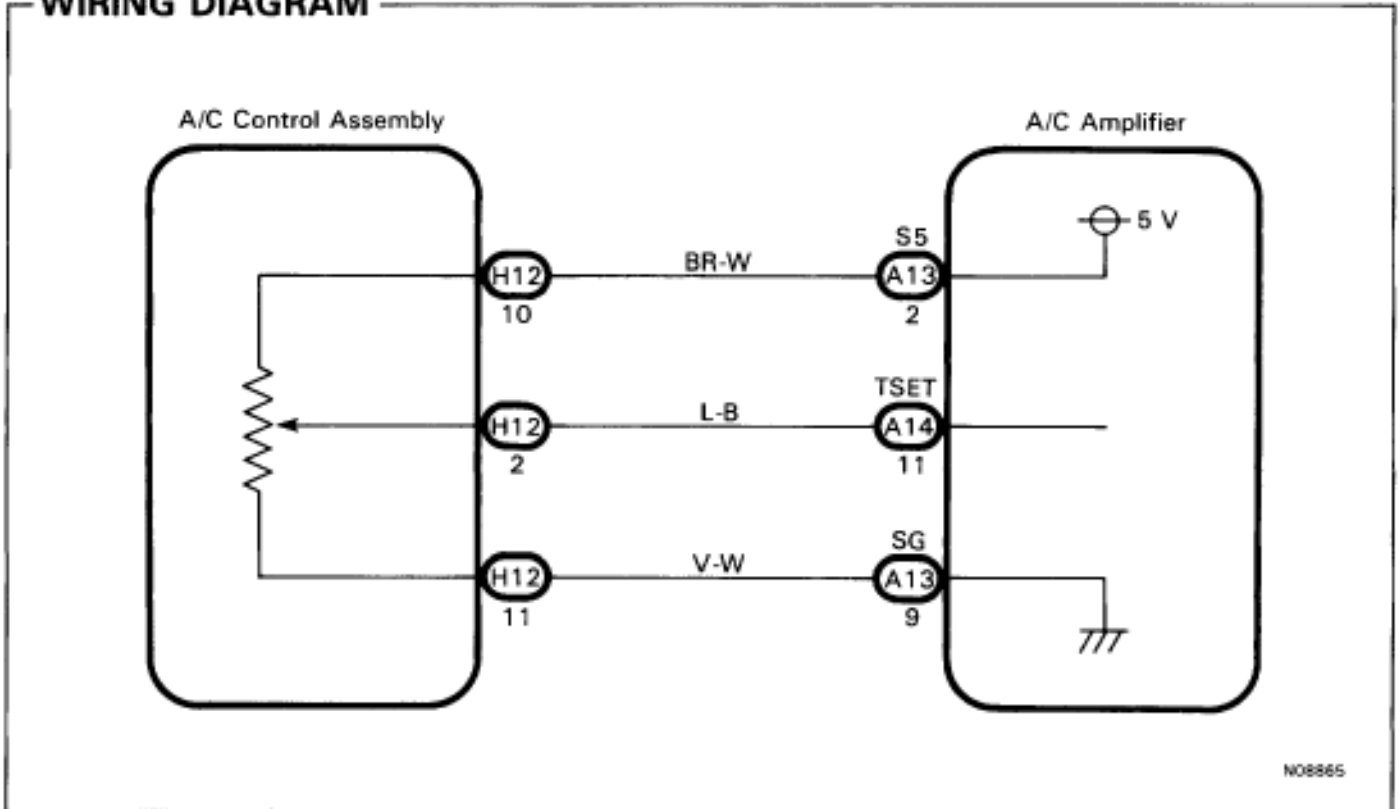 WIRING DIAGRAM
A/C Control Assembly
A/C Amplifier
5 V
S5
H12
BR-W
A13
10
2
TSET
H12
L-B
A14
2
11
SG
H12
V-W
A13
11
9
N08865